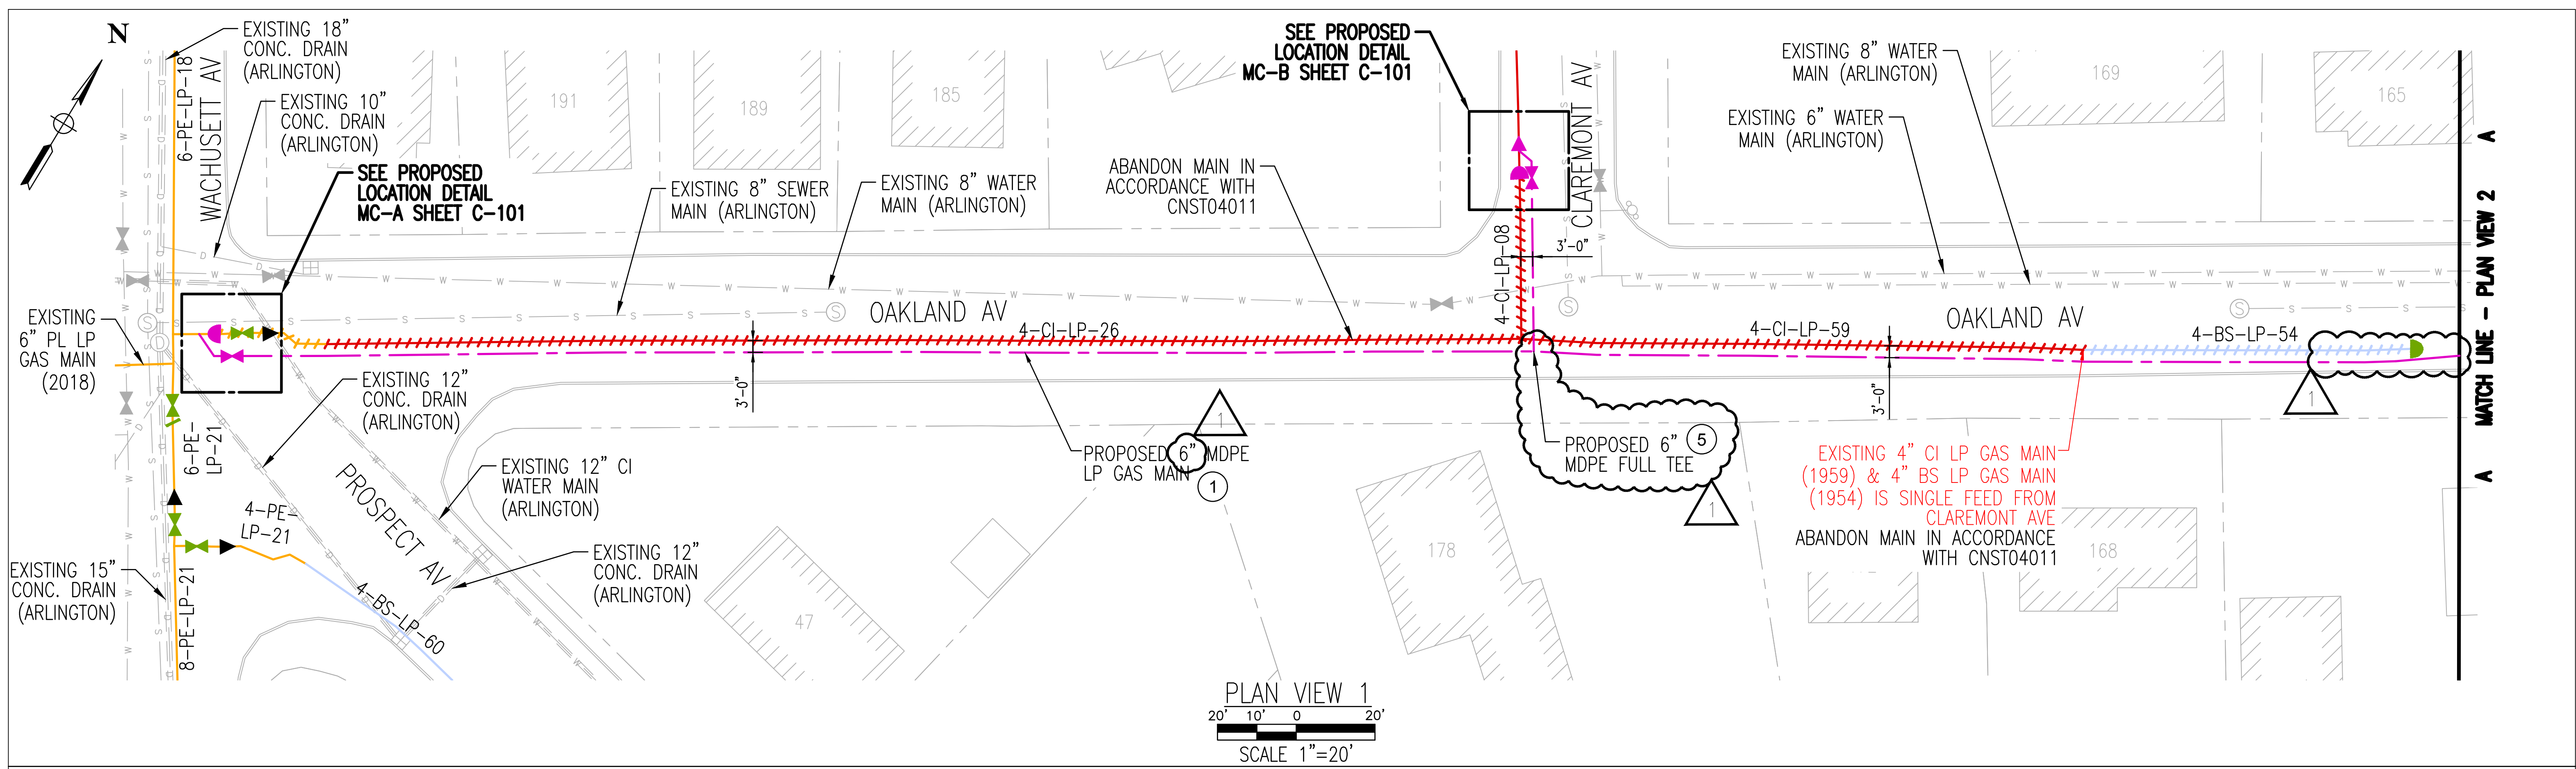 N
EXISTING 18"
CONC. DRAIN
(ARLINGTON)
6-PE-LP-18
WACHUSETT AV
EXISTING 10"
CONC. DRAIN
(ARLINGTON)
SEE PROPOSED
LOCATION DETAIL
MC-A SHEET C-101
191
189
185
EXISTING 8" SEWER
MAIN (ARLINGTON)
EXISTING 8" WATER
MAIN (ARLINGTON)
ABANDON MAIN IN
ACCORDANCE WITH
CNST04011
SEE PROPOSED
LOCATION DETAIL
MC-B SHEET C-101
CLAREMONT AV
4-CI-LP-08
3'-0"
EXISTING 8" WATER
MAIN (ARLINGTON)
EXISTING 6" WATER
MAIN (ARLINGTON)
169
165
A
MATCH LINE - PLAN VIEW 2
A
EXISTING
6" PL LP
GAS MAIN
(2018)
OAKLAND AV
4-CI-LP-26
3'-0"
4-CI-LP-59
OAKLAND AV
4-BS-LP-54
3'-0"
1
EXISTING 12"
CONC. DRAIN
(ARLINGTON)
6-PE-
LP-21
PROSPECT AV
EXISTING 12" CI
WATER MAIN
(ARLINGTON)
1
PROPOSED 6" MDPE
LP GAS MAIN
1
PROPOSED 6" 5
MDPE FULL TEE
1
EXISTING 4" CI LP GAS MAIN
(1959) & 4" BS LP GAS MAIN
(1954) IS SINGLE FEED FROM
CLAREMONT AVE
ABANDON MAIN IN ACCORDANCE
WITH CNST04011
4-PE-
LP-21
4-BS-LP-60
EXISTING 12"
CONC. DRAIN
(ARLINGTON)
EXISTING 15"
CONC. DRAIN
(ARLINGTON)
8-PE-LP-21
47
178
168
PLAN VIEW 1
20' 10' 0 20'
SCALE 1"=20'